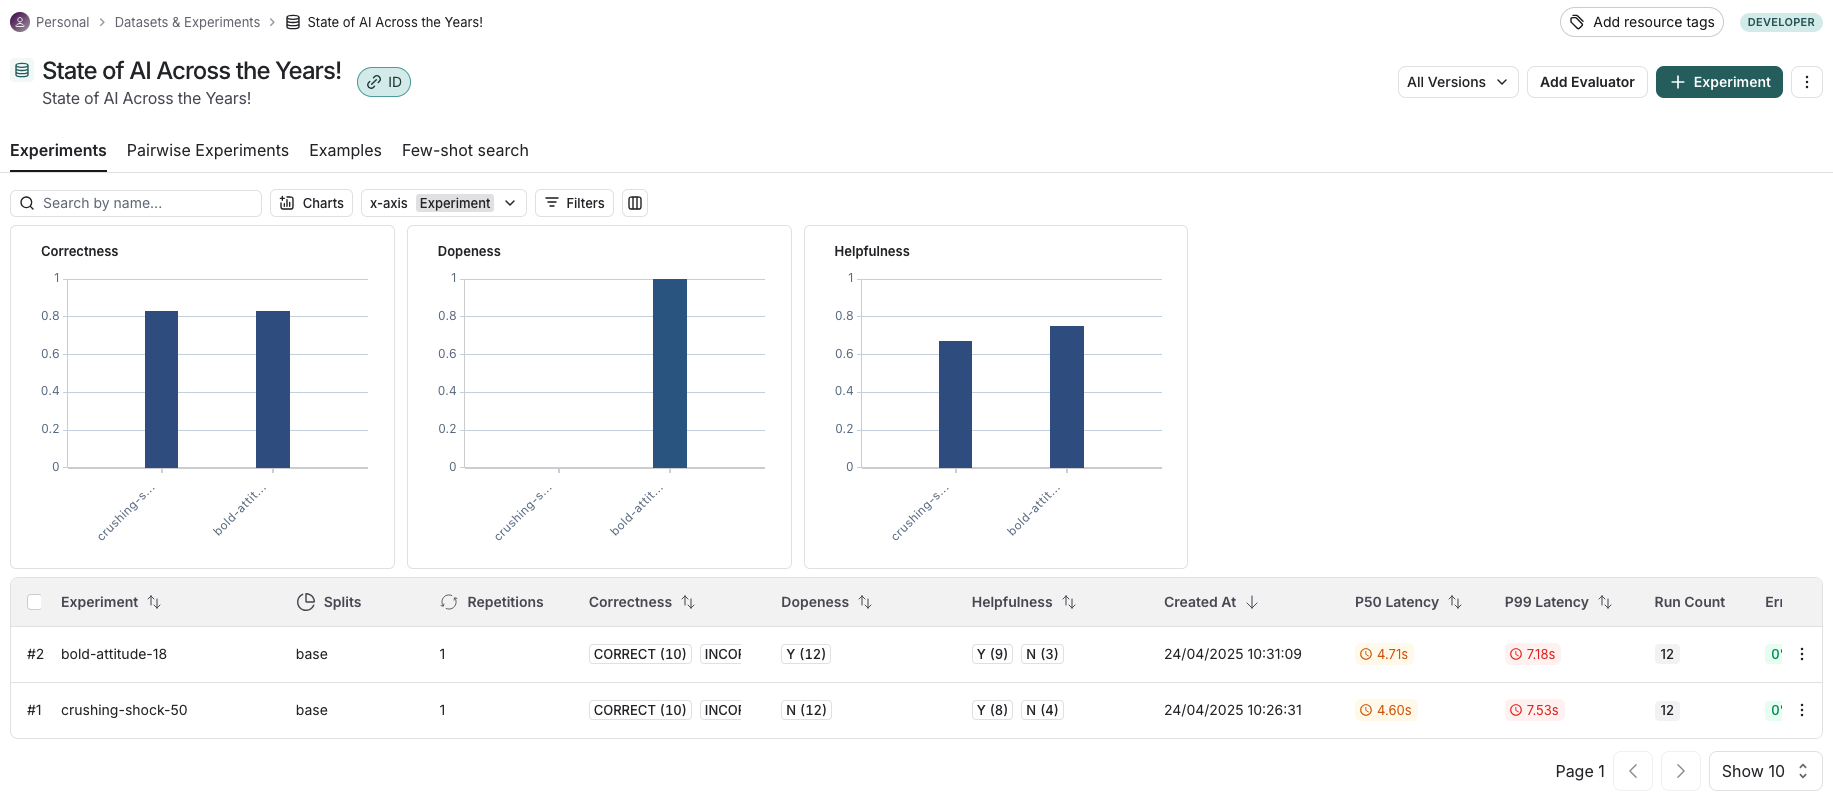 Personal > Datasets & Experiments > State of AI Across the Years!
Add resource tags
DEVELOPER
State of AI Across the Years!
ID
State of AI Across the Years!
All Versions
Add Evaluator
+ Experiment
Experiments
Pairwise Experiments
Examples
Few-shot search
Search by name...
Charts
x-axis Experiment
Filters
Correctness
1
0.8
0.6
0.4
0.2
0
crushing-s...
bold-attit...
Dopeness
1
0.8
0.6
0.4
0.2
0
crushing-s...
bold-attit...
Helpfulness
1
0.8
0.6
0.4
0.2
0
crushing-s...
bold-attit...
Experiment Splits Repetitions Correctness Dopeness Helpfulness Created At P50 Latency P99 Latency Run Count
#2 bold-attitude-18 base 1 CORRECT (10) Y (12) Y (9) N (3) 24/04/2025 10:31:09 4.71s 7.18s 12
#1 crushing-shock-50 base 1 CORRECT (10) N (12) Y (8) N (4) 24/04/2025 10:26:31 4.60s 7.53s 12
Page 1
Show 10